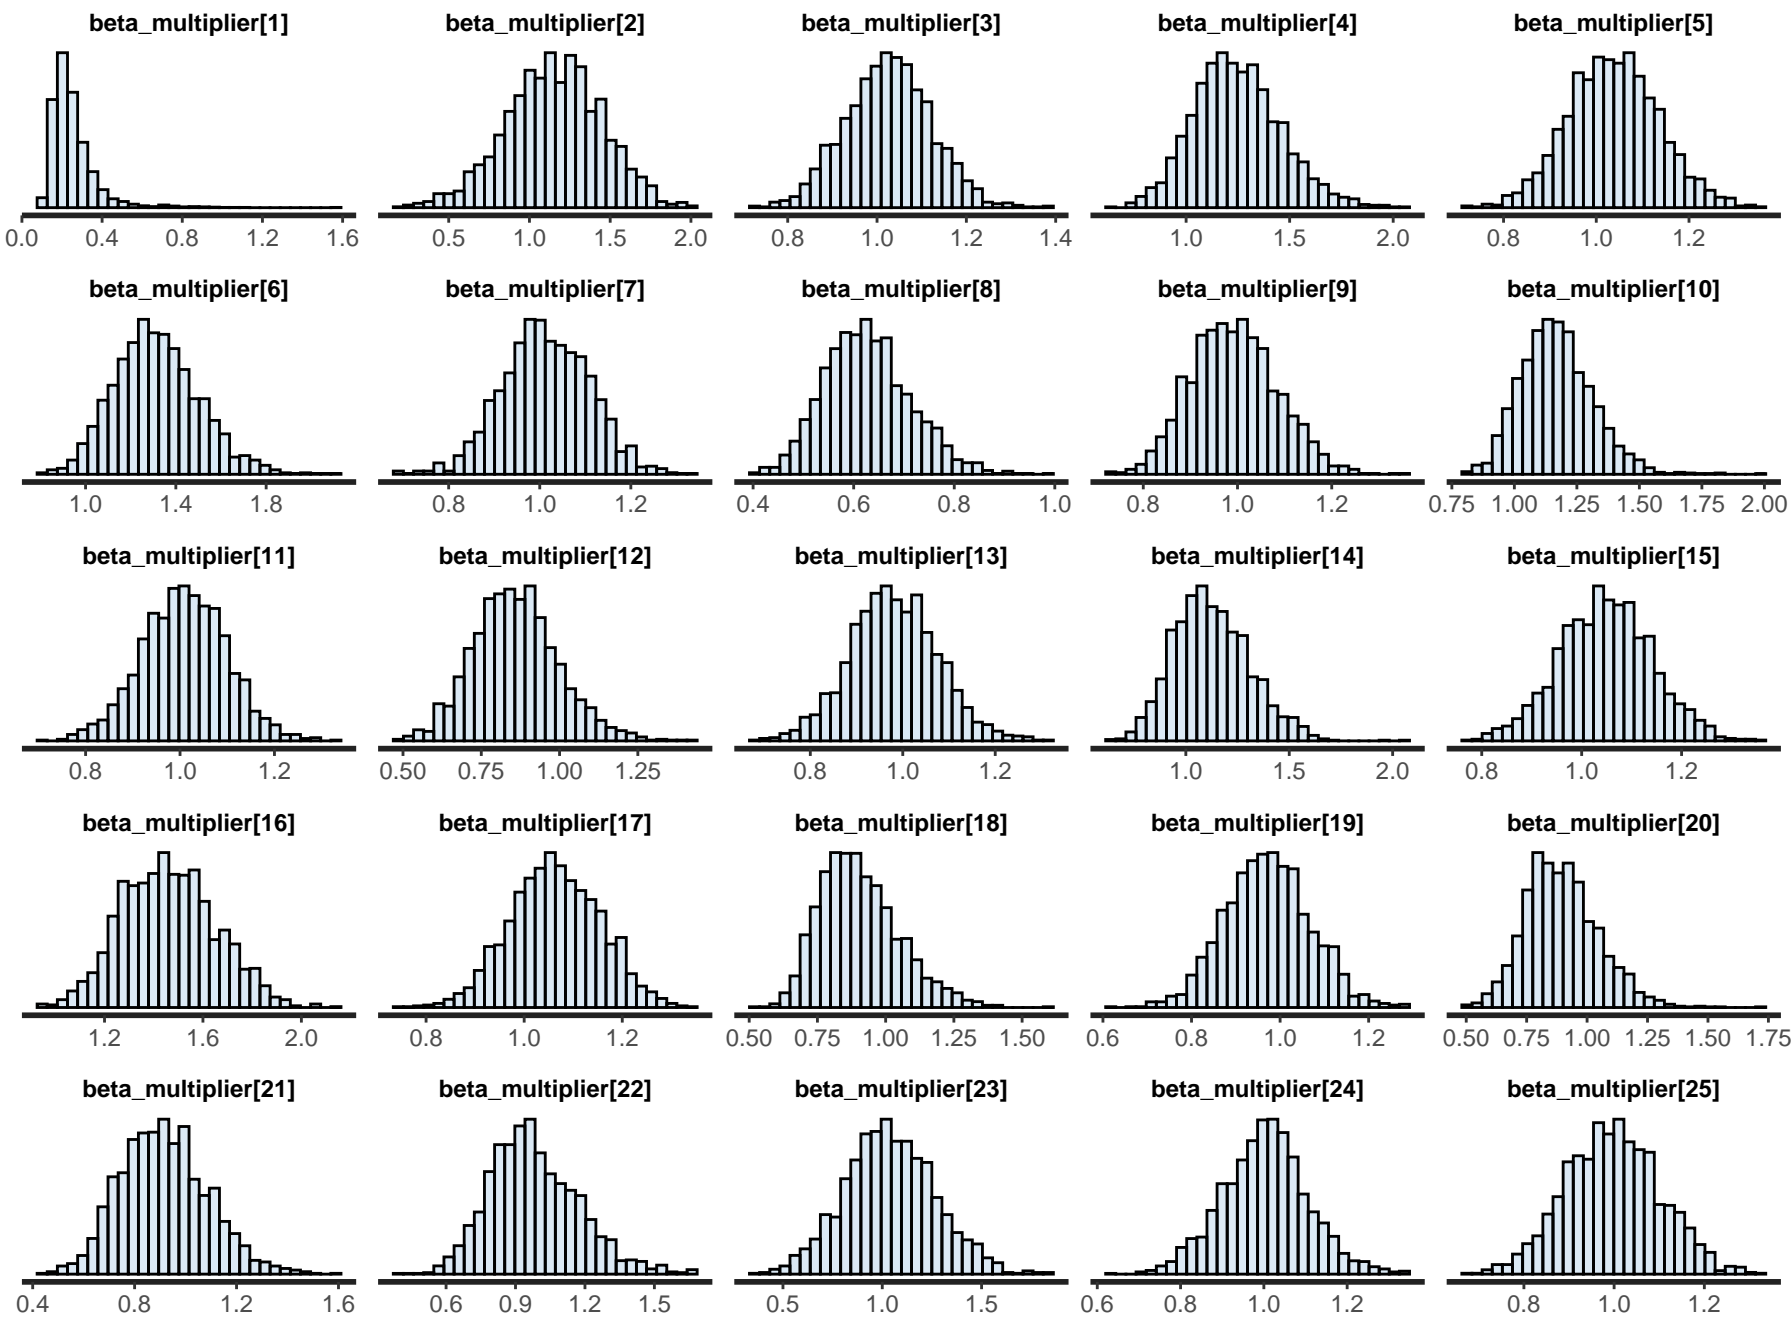 beta_multiplier[1] beta_multiplier[2] beta_multiplier[3] beta_multiplier[4] beta_multiplier[5]
0.0 0.4 0.8 1.2 1.6 0.5 1.0 1.5 2.0 0.8 1.0 1.2 1.4 1.0 1.5 2.0 0.8 1.0 1.2
beta_multiplier[6] beta_multiplier[7] beta_multiplier[8] beta_multiplier[9] beta_multiplier[10]
1.0 1.4 1.8 0.8 1.0 1.2 0.4 0.6 0.8 1.0 0.8 1.0 1.2 0.75 1.00 1.25 1.50 1.75 2.00
beta_multiplier[11] beta_multiplier[12] beta_multiplier[13] beta_multiplier[14] beta_multiplier[15]
0.8 1.0 1.2 0.50 0.75 1.00 1.25 0.8 1.0 1.2 1.0 1.5 2.0 0.8 1.0 1.2
beta_multiplier[16] beta_multiplier[17] beta_multiplier[18] beta_multiplier[19] beta_multiplier[20]
1.2 1.6 2.0 0.8 1.0 1.2 0.50 0.75 1.00 1.25 1.50 0.6 0.8 1.0 1.2 0.50 0.75 1.00 1.25 1.50 1.75
beta_multiplier[21] beta_multiplier[22] beta_multiplier[23] beta_multiplier[24] beta_multiplier[25]
0.4 0.8 1.2 1.6 0.6 0.9 1.2 1.5 0.5 1.0 1.5 0.6 0.8 1.0 1.2 0.8 1.0 1.2